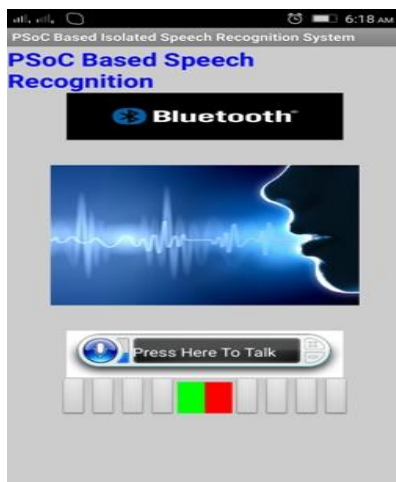 6:18 AM
PSoC Based Isolated Speech Recognition System
PSoC Based Speech
Recognition
Bluetooth
Press Here To Talk